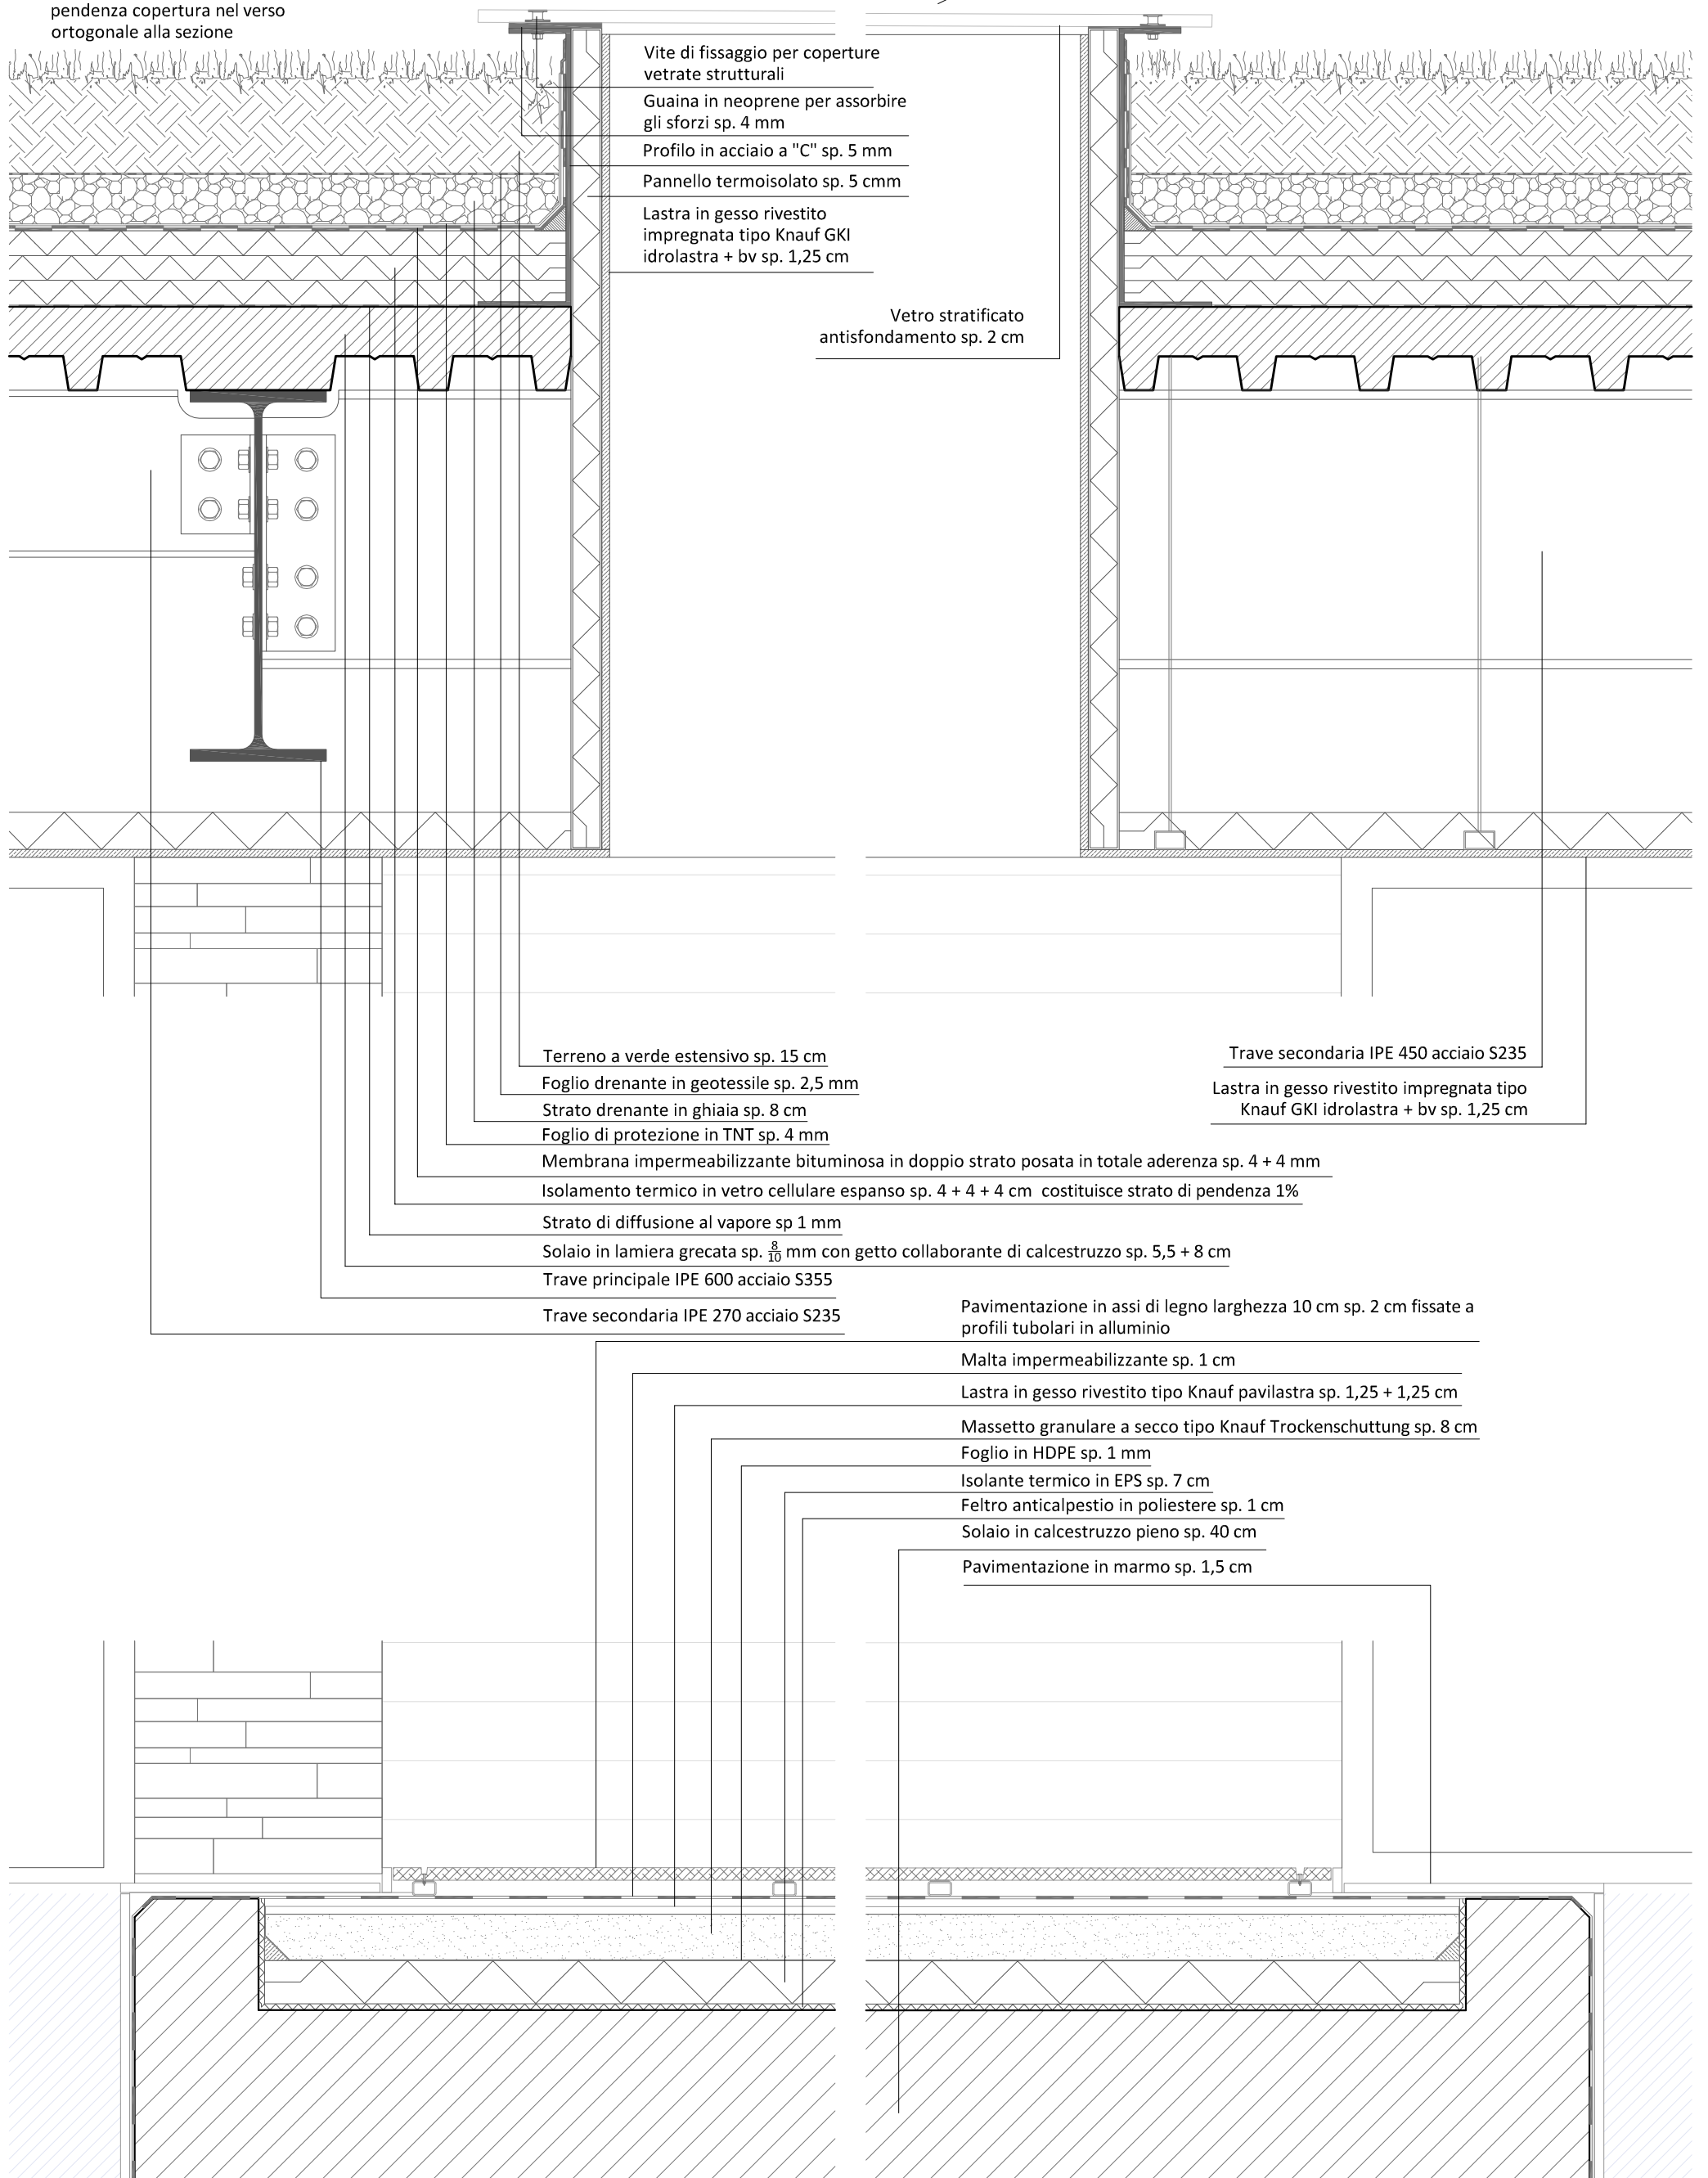 pendenza copertura nel verso
ortogonale alla sezione
Vite di fissaggio per coperture
vetrate strutturali
Guaina in neoprene per assorbire
gli sforzi sp. 4 mm
Profilo in acciaio a "C" sp. 5 mm
Pannello termoisolato sp. 5 cmm
Lastra in gesso rivestito
impregnata tipo Knauf GKI
idrolastra + bv sp. 1,25 cm
Vetro stratificato
antisfondamento sp. 2 cm
Terreno a verde estensivo sp. 15 cm
Foglio drenante in geotessile sp. 2,5 mm
Strato drenante in ghiaia sp. 8 cm
Foglio di protezione in TNT sp. 4 mm
Membrana impermeabilizzante bituminosa in doppio strato posata in totale aderenza sp. 4 + 4 mm
Isolamento termico in vetro cellulare espanso sp. 4 + 4 + 4 cm  costituisce strato di pendenza 1%
Strato di diffusione al vapore sp 1 mm
Solaio in lamiera grecata sp. 8/10 mm con getto collaborante di calcestruzzo sp. 5,5 + 8 cm
Trave principale IPE 600 acciaio S355
Trave secondaria IPE 270 acciaio S235
Trave secondaria IPE 450 acciaio S235
Lastra in gesso rivestito impregnata tipo
Knauf GKI idrolastra + bv sp. 1,25 cm
Pavimentazione in assi di legno larghezza 10 cm sp. 2 cm fissate a
profili tubolari in alluminio
Malta impermeabilizzante sp. 1 cm
Lastra in gesso rivestito tipo Knauf pavilastra sp. 1,25 + 1,25 cm
Massetto granulare a secco tipo Knauf Trockenschuttung sp. 8 cm
Foglio in HDPE sp. 1 mm
Isolante termico in EPS sp. 7 cm
Feltro anticalpestio in poliestere sp. 1 cm
Solaio in calcestruzzo pieno sp. 40 cm
Pavimentazione in marmo sp. 1,5 cm